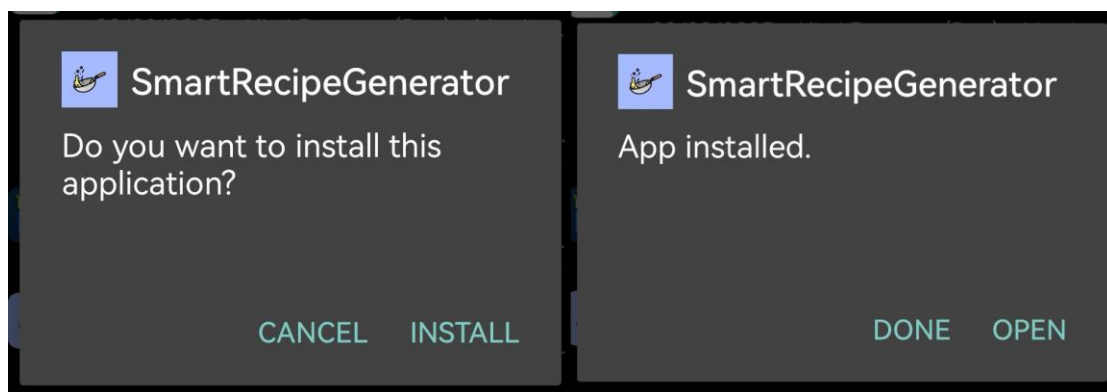 SmartRecipeGenerator
Do you want to install this
application?
CANCEL INSTALL
SmartRecipeGenerator
App installed.
DONE OPEN